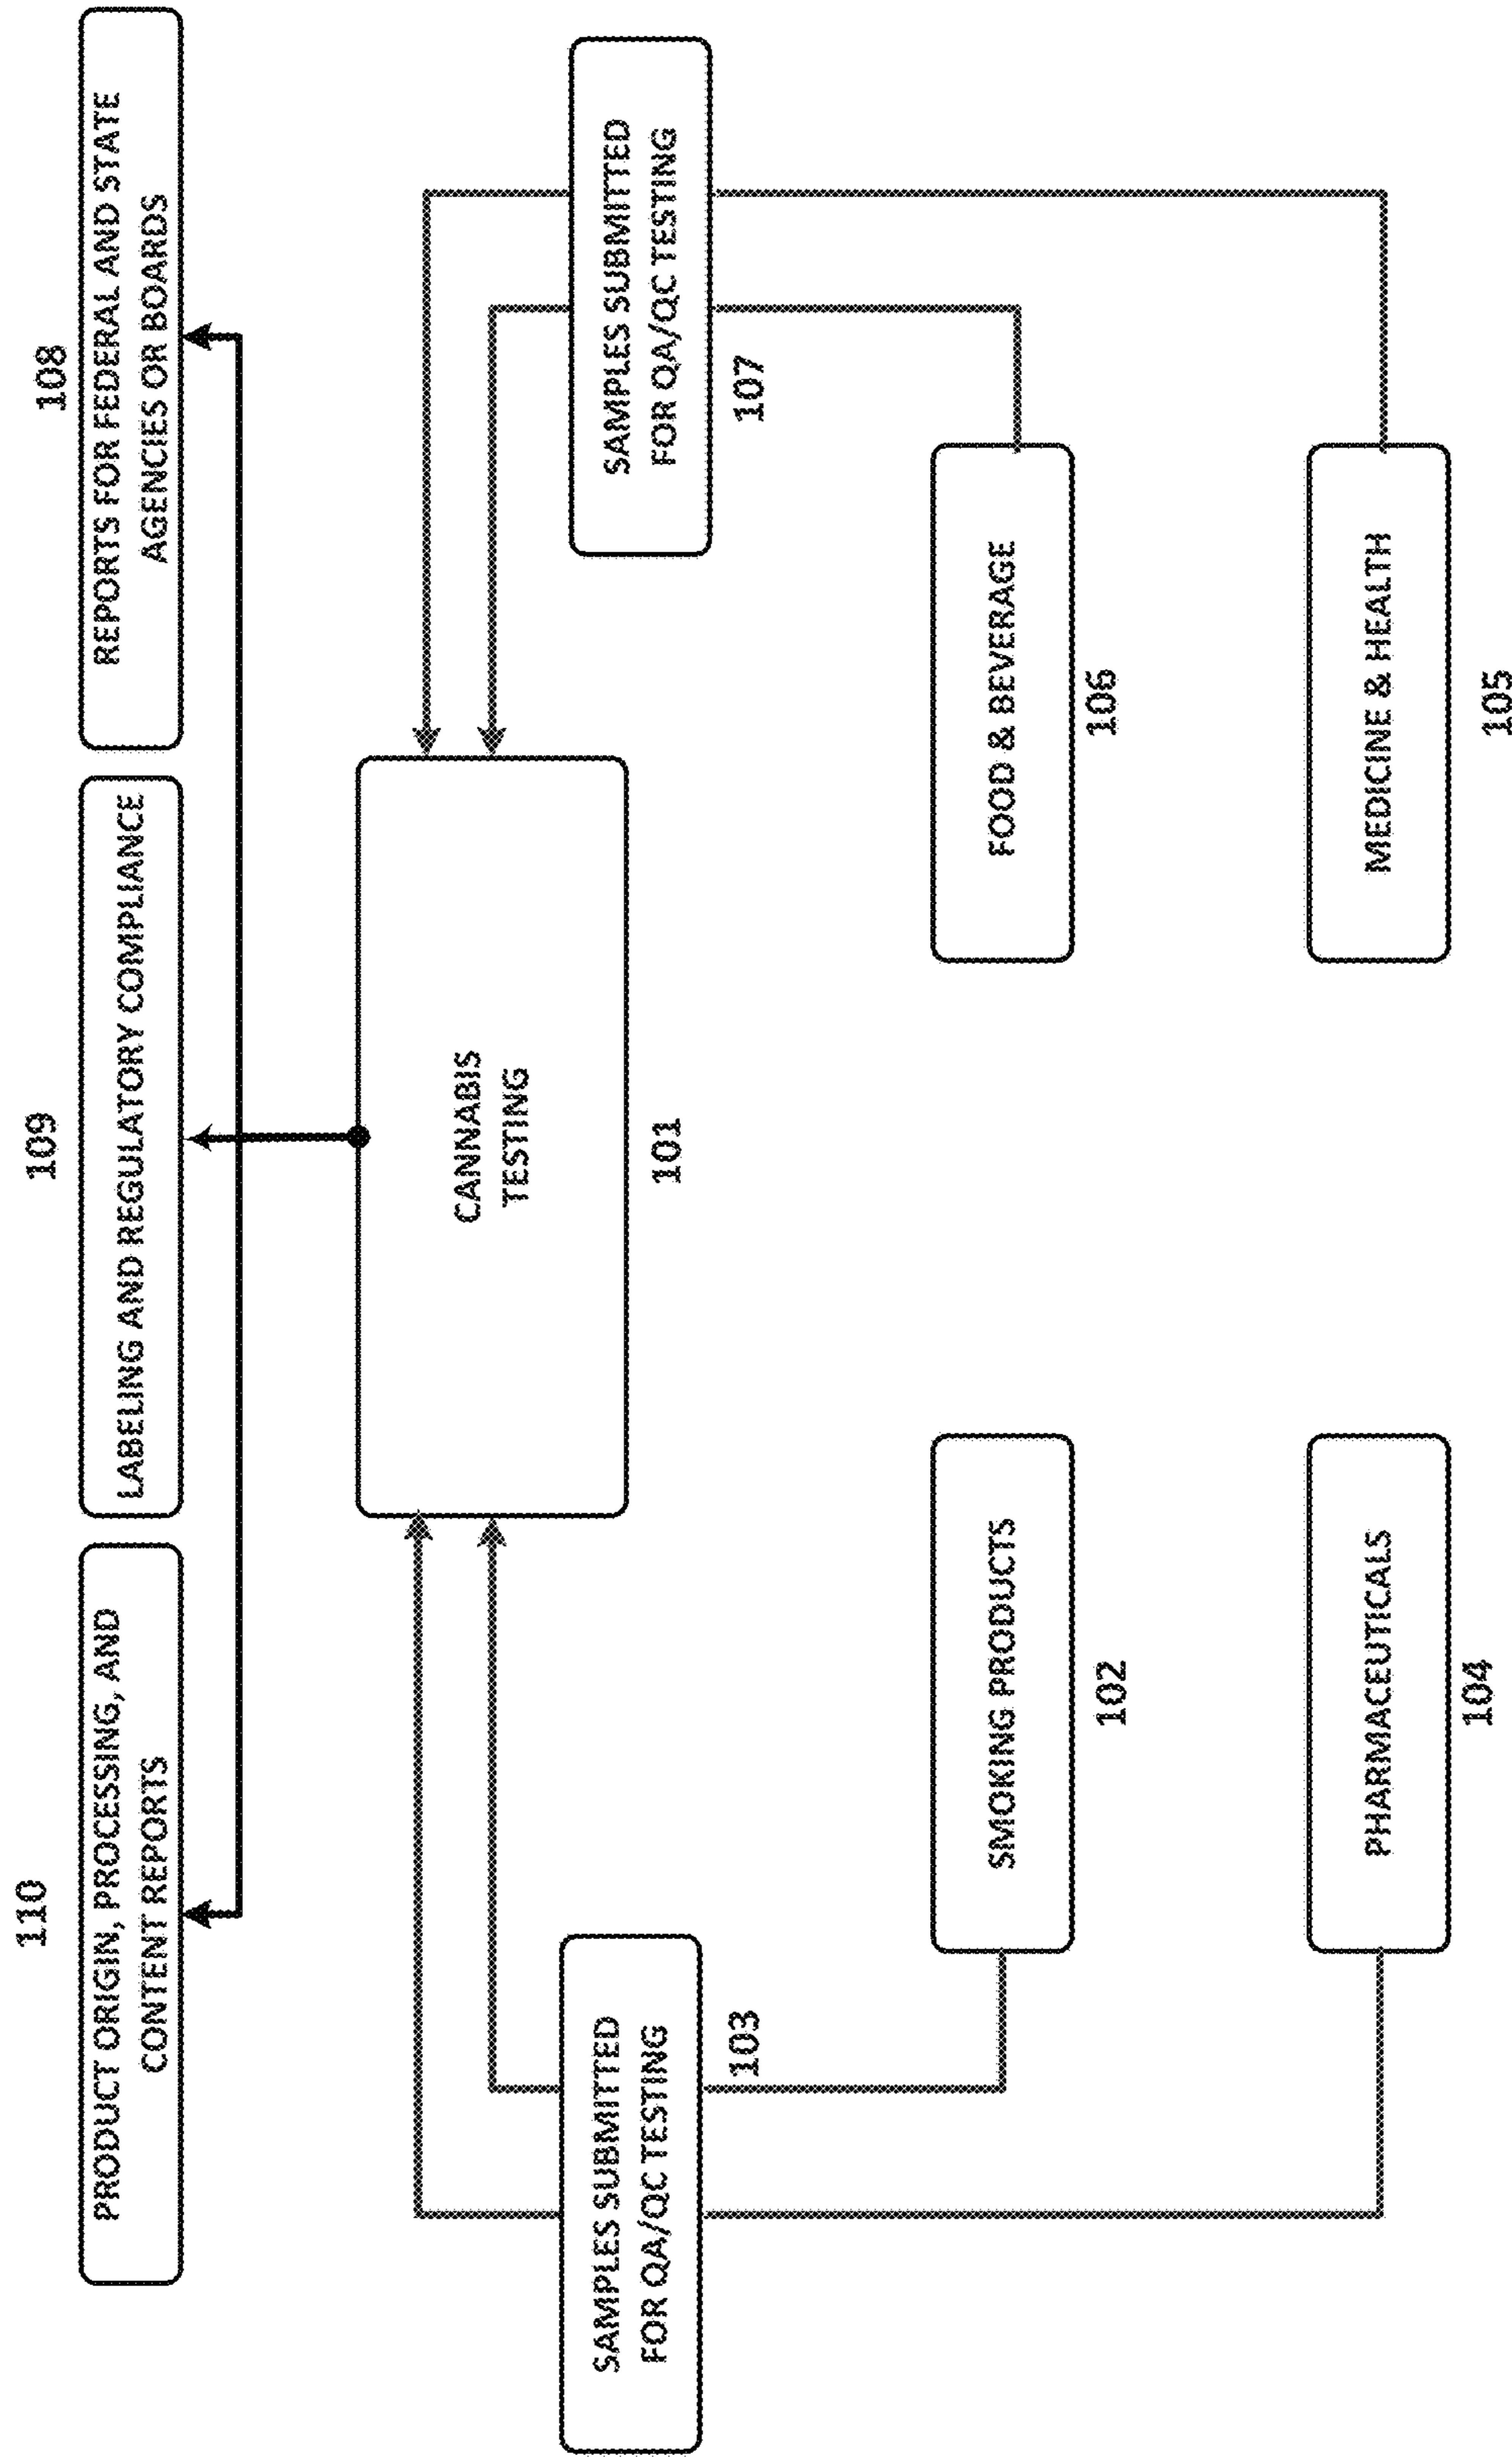 110
PRODUCT ORIGIN, PROCESSING, AND
CONTENT REPORTS
109
LABELING AND REGULATORY COMPLIANCE
108
REPORTS FOR FEDERAL AND STATE
AGENCIES OR BOARDS
CANNABIS
TESTING
101
SAMPLES SUBMITTED
FOR QA/QC TESTING
103
SAMPLES SUBMITTED
FOR QA/QC TESTING
107
SMOKING PRODUCTS
102
FOOD & BEVERAGE
106
PHARMACEUTICALS
104
MEDICINE & HEALTH
105